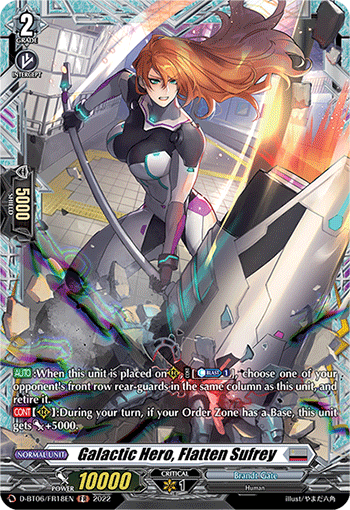 2
GRADE
INTERCEPT
5000
SHIELD
AUTO :When this unit is placed on R, COST [ BLAST 1 ], choose one of your
opponent's front row rear-guards in the same column as this unit, and
retire it.
CONT [ R ]:During your turn, if your Order Zone has a Base, this unit
gets +5000.
NORMAL UNIT
Galactic Hero, Flatten Sufrey
POWER 10000
CRITICAL
1
Brandt Gate
Human
D-BT06/FR18EN FR 2022
illust/やまだ六角